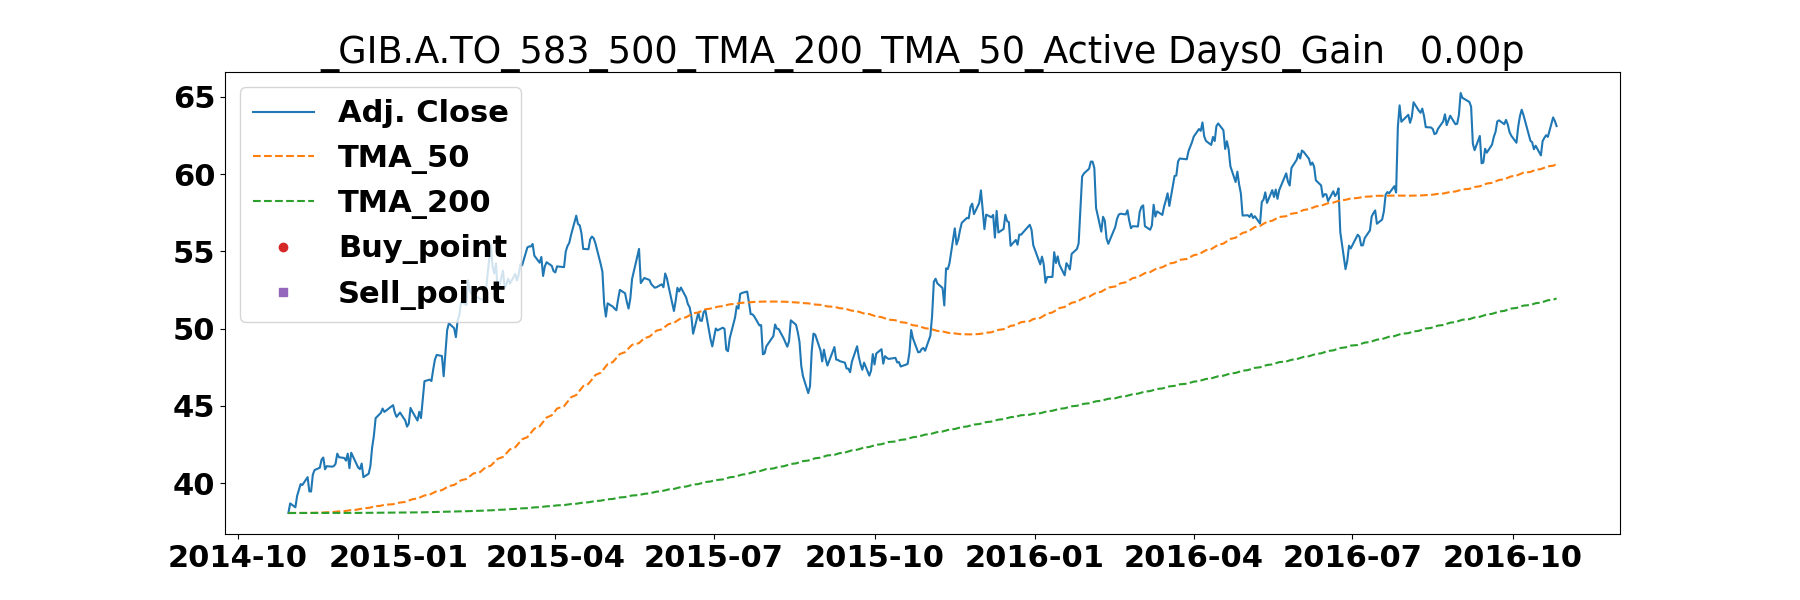 _GIB.A.TO_583_500_TMA_200_TMA_50_Active Days0_Gain   0.00p
65
60
55
50
45
40
Adj. Close
TMA_50
TMA_200
Buy_point
Sell_point
2014-10 2015-01 2015-04 2015-07 2015-10 2016-01 2016-04 2016-07 2016-10